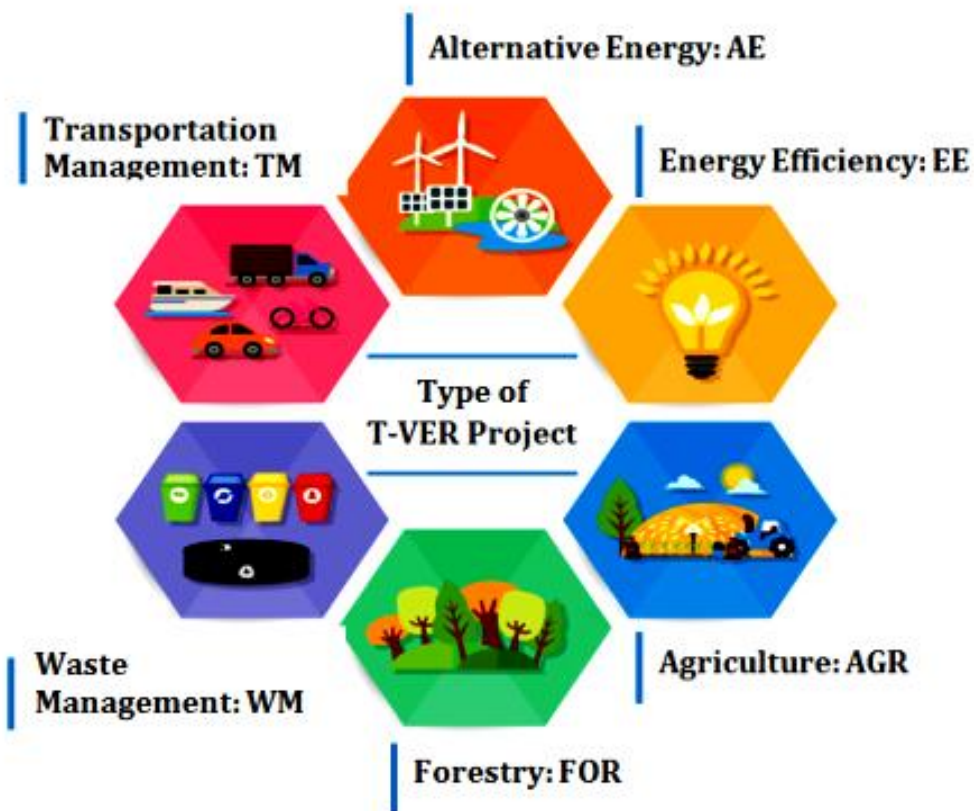 Alternative Energy: AE
Transportation
Management: TM
Energy Efficiency: EE
Type of
T-VER Project
Waste
Management: WM
Agriculture: AGR
Forestry: FOR